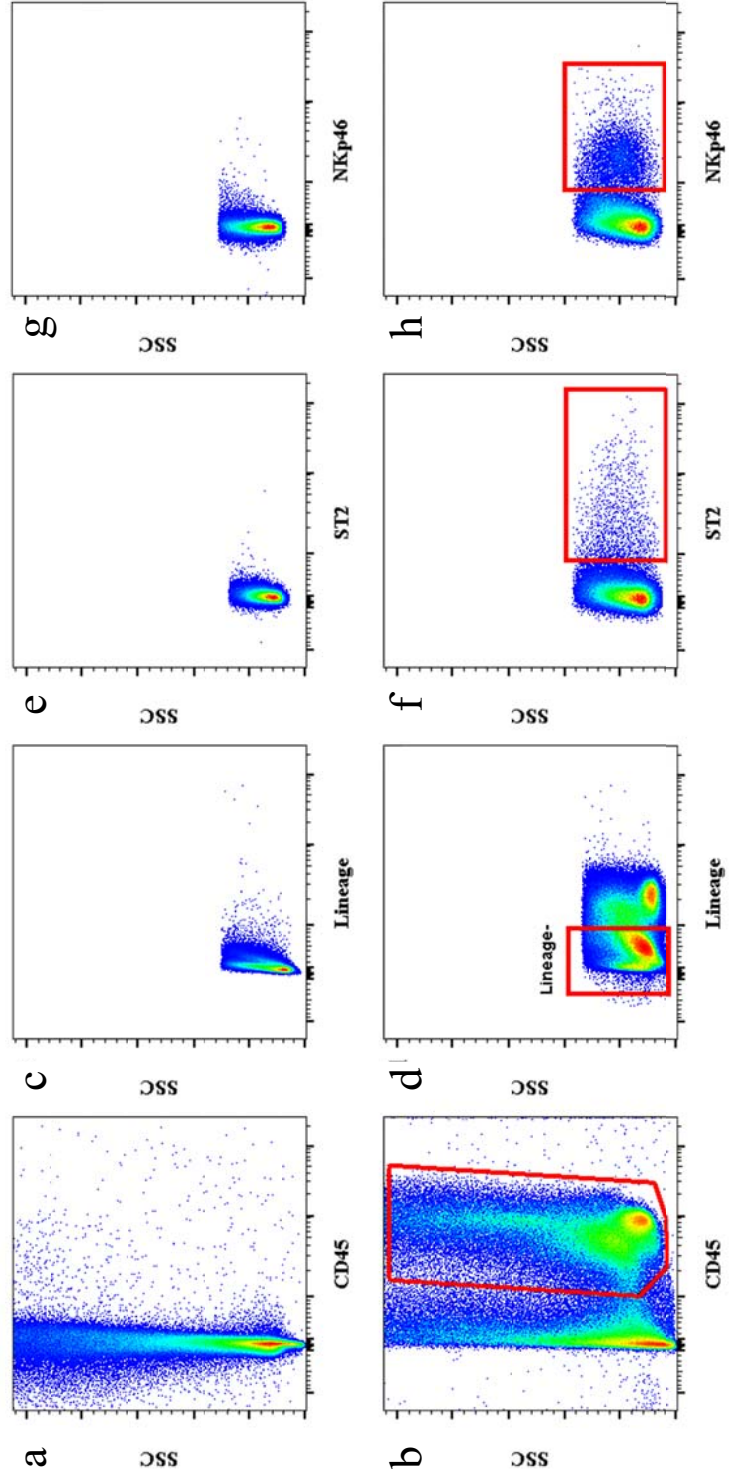 a
SSC
CD45
c
SSC
Lineage
e
SSC
ST2
g
SSC
NKp46
b
SSC
CD45
d
SSC
Lineage-
Lineage
f
SSC
ST2
h
SSC
NKp46